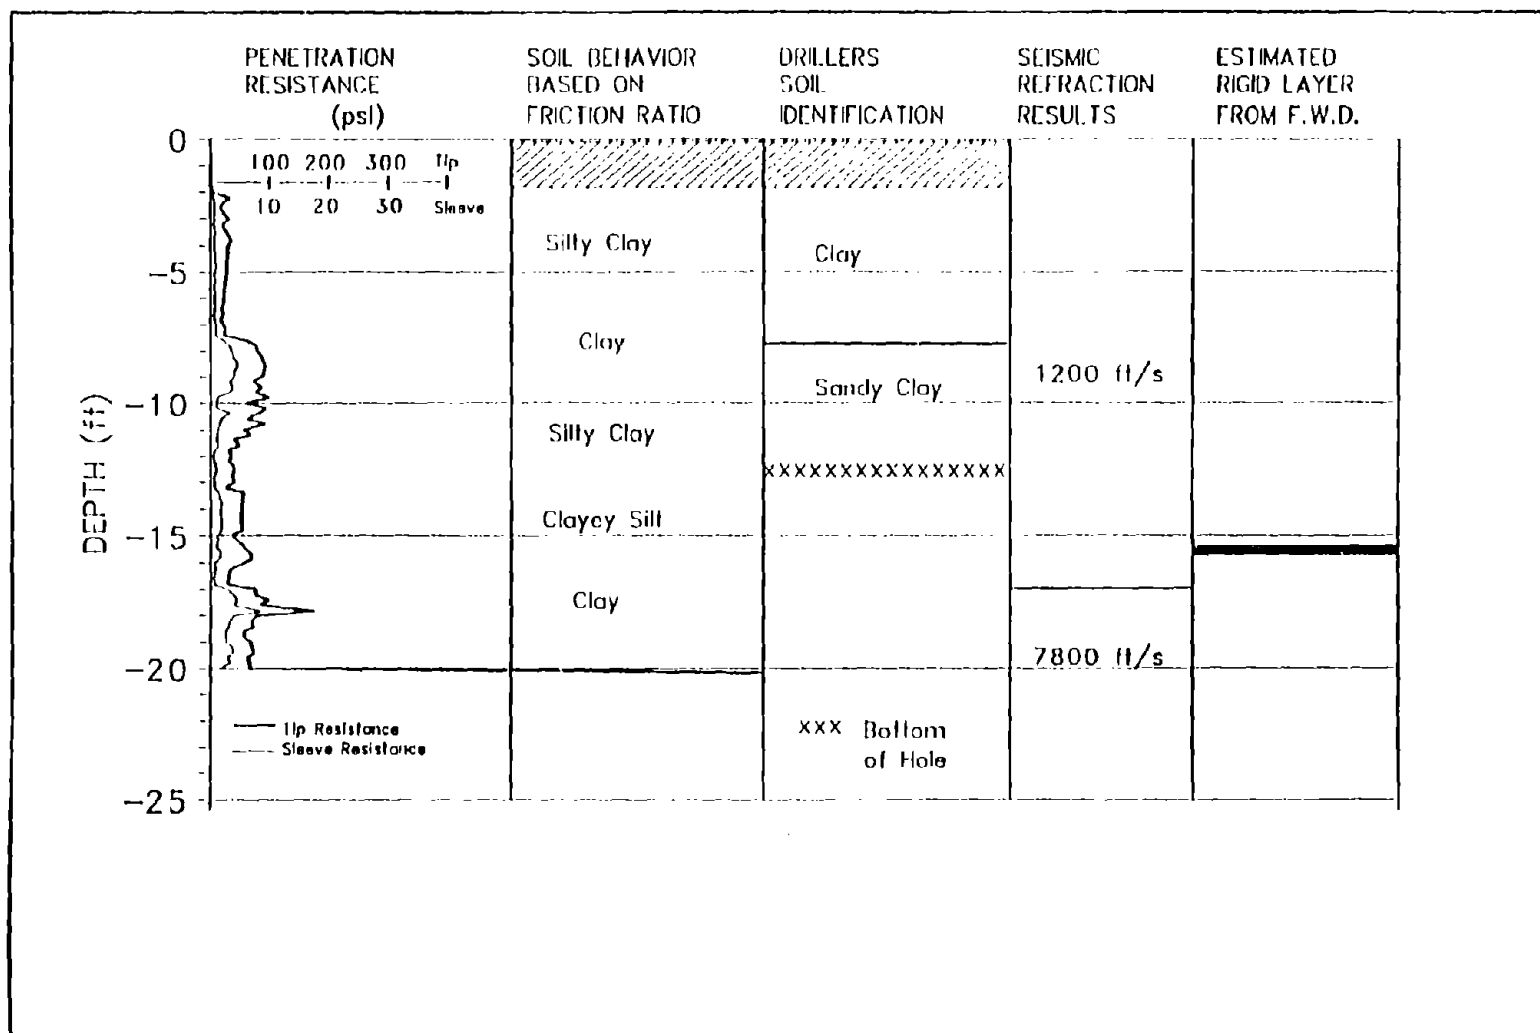 PENETRATION
RESISTANCE
(psi)
SOIL BEHAVIOR
BASED ON
FRICTION RATIO
DRILLERS
SOIL
IDENTIFICATION
SEISMIC
REFRACTION
RESULTS
ESTIMATED
RIGID LAYER
FROM F.W.D.
0
100 200 300 Tip
10 20 30 Sleeve
Silty Clay
Clay
-5
Clay
1200 ft/s
Sandy Clay
-10
Silty Clay
XXXXXXXXXXXXXXX
Clayey Silt
-15
Clay
7800 ft/s
-20
Tip Resistance
Sleeve Resistance
XXX Bottom
of Hole
-25
DEPTH (ft)